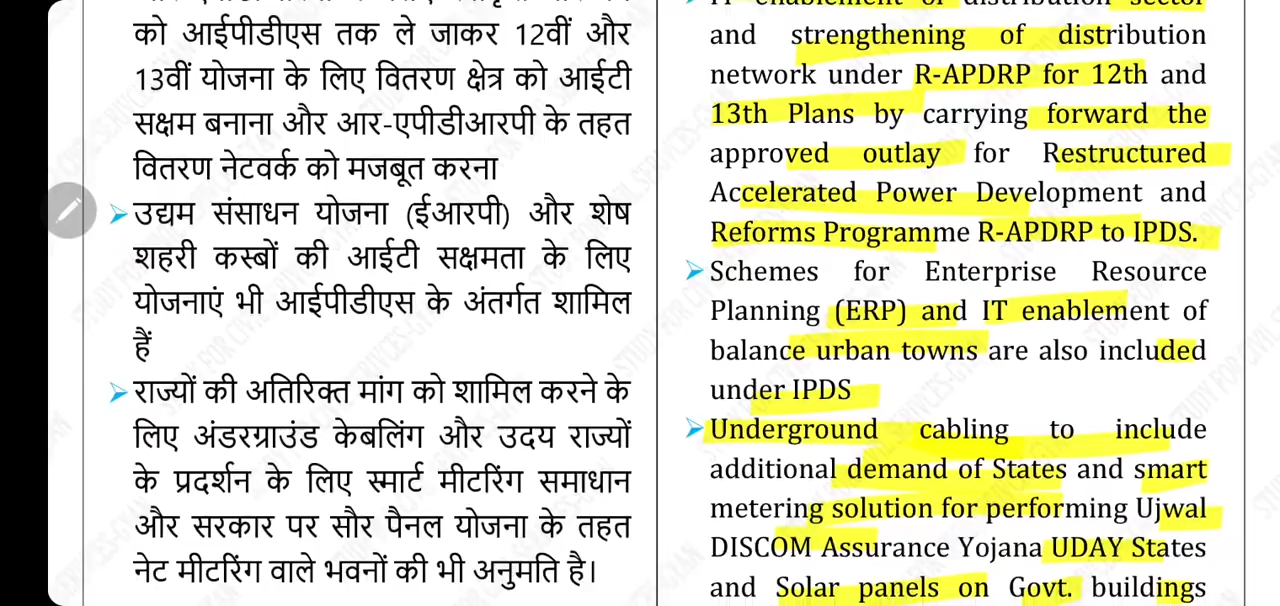 को आईपीडीएस तक ले जाकर 12वीं और
13वीं योजना के लिए वितरण क्षेत्र को आईटी
सक्षम बनाना और आर-एपीडीआरपी के तहत
वितरण नेटवर्क को मजबूत करना
➢ उद्यम संसाधन योजना (ईआरपी) और शेष
शहरी कस्बों की आईटी सक्षमता के लिए
योजनाएं भी आईपीडीएस के अंतर्गत शामिल
हैं
➢ राज्यों की अतिरिक्त मांग को शामिल करने के
लिए अंडरग्राउंड केबलिंग और उदय राज्यों
के प्रदर्शन के लिए स्मार्ट मीटरिंग समाधान
और सरकार पर सौर पैनल योजना के तहत
नेट मीटरिंग वाले भवनों की भी अनुमति है।
➢ IT enablement of distribution sector
and strengthening of distribution
network under R-APDRP for 12th and
13th Plans by carrying forward the
approved outlay for Restructured
Accelerated Power Development and
Reforms Programme R-APDRP to IPDS.
➢ Schemes for Enterprise Resource
Planning (ERP) and IT enablement of
balance urban towns are also included
under IPDS
➢ Underground cabling to include
additional demand of States and smart
metering solution for performing Ujwal
DISCOM Assurance Yojana UDAY States
and Solar panels on Govt. buildings